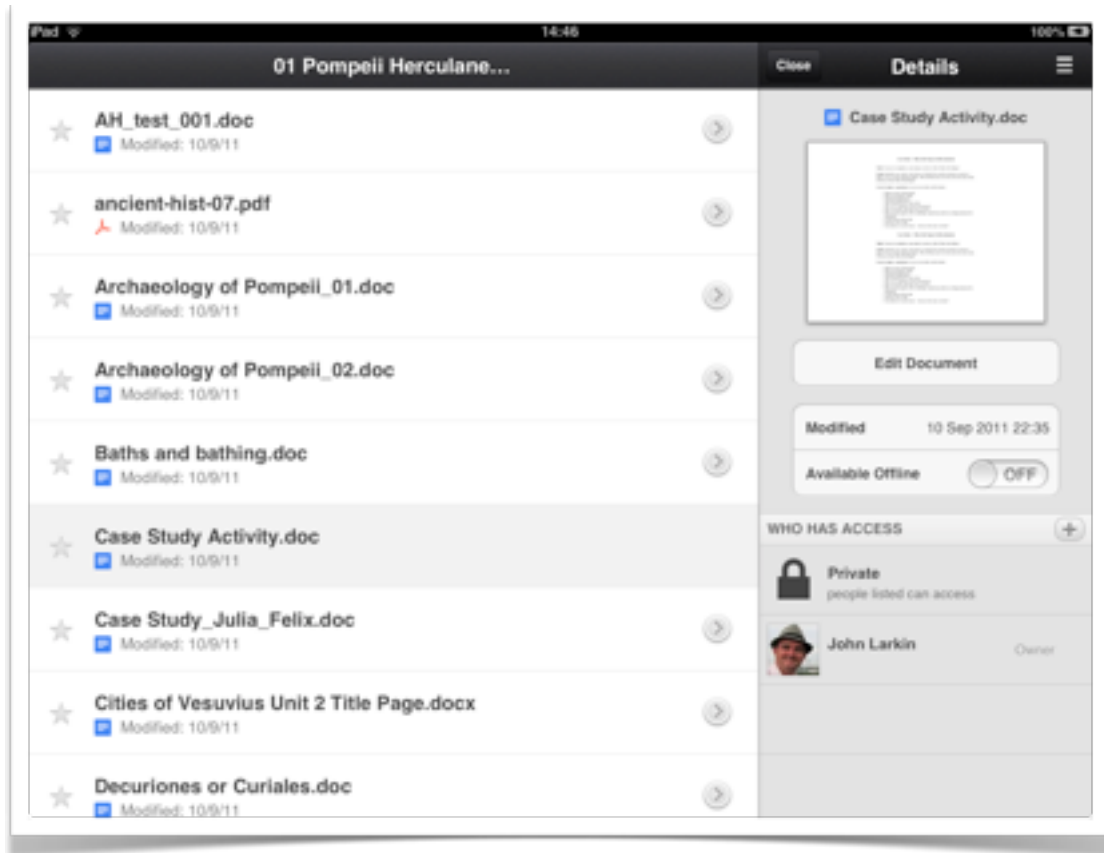 iPad 14:46 100%
01 Pompeii Herculane...
AH_test_001.doc
Modified: 10/9/11
ancient-hist-07.pdf
Modified: 10/9/11
Archaeology of Pompeii_01.doc
Modified: 10/9/11
Archaeology of Pompeii_02.doc
Modified: 10/9/11
Baths and bathing.doc
Modified: 10/9/11
Case Study Activity.doc
Modified: 10/9/11
Case Study_Julia_Felix.doc
Modified: 10/9/11
Cities of Vesuvius Unit 2 Title Page.docx
Modified: 10/9/11
Decuriones or Curiales.doc
Modified: 10/9/11
Close Details
Case Study Activity.doc
Edit Document
Modified 10 Sep 2011 22:35
Available Offline OFF
WHO HAS ACCESS
Private
people listed can access
John Larkin Owner